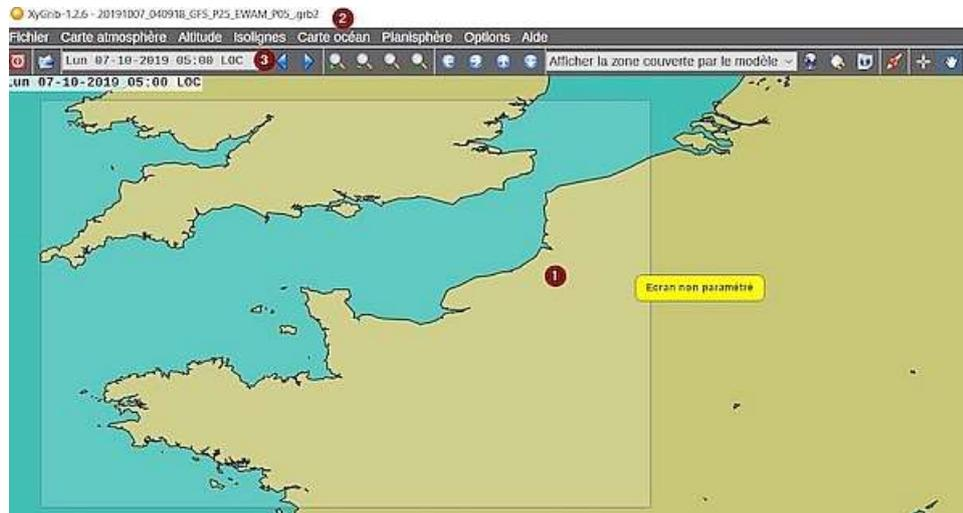 XyGrib-1.2.6 - 20191007_040918_GFS_P25_EWAM_P05_.grb2
2
Fichier Carte atmosphère Altitude Isolignes Carte océan Planisphère Options Aide
Lun 07-10-2019 05:00 LOC
3
Afficher la zone couverte par le modèle
Lun 07-10-2019 05:00 LOC
1
Ecran non paramétré